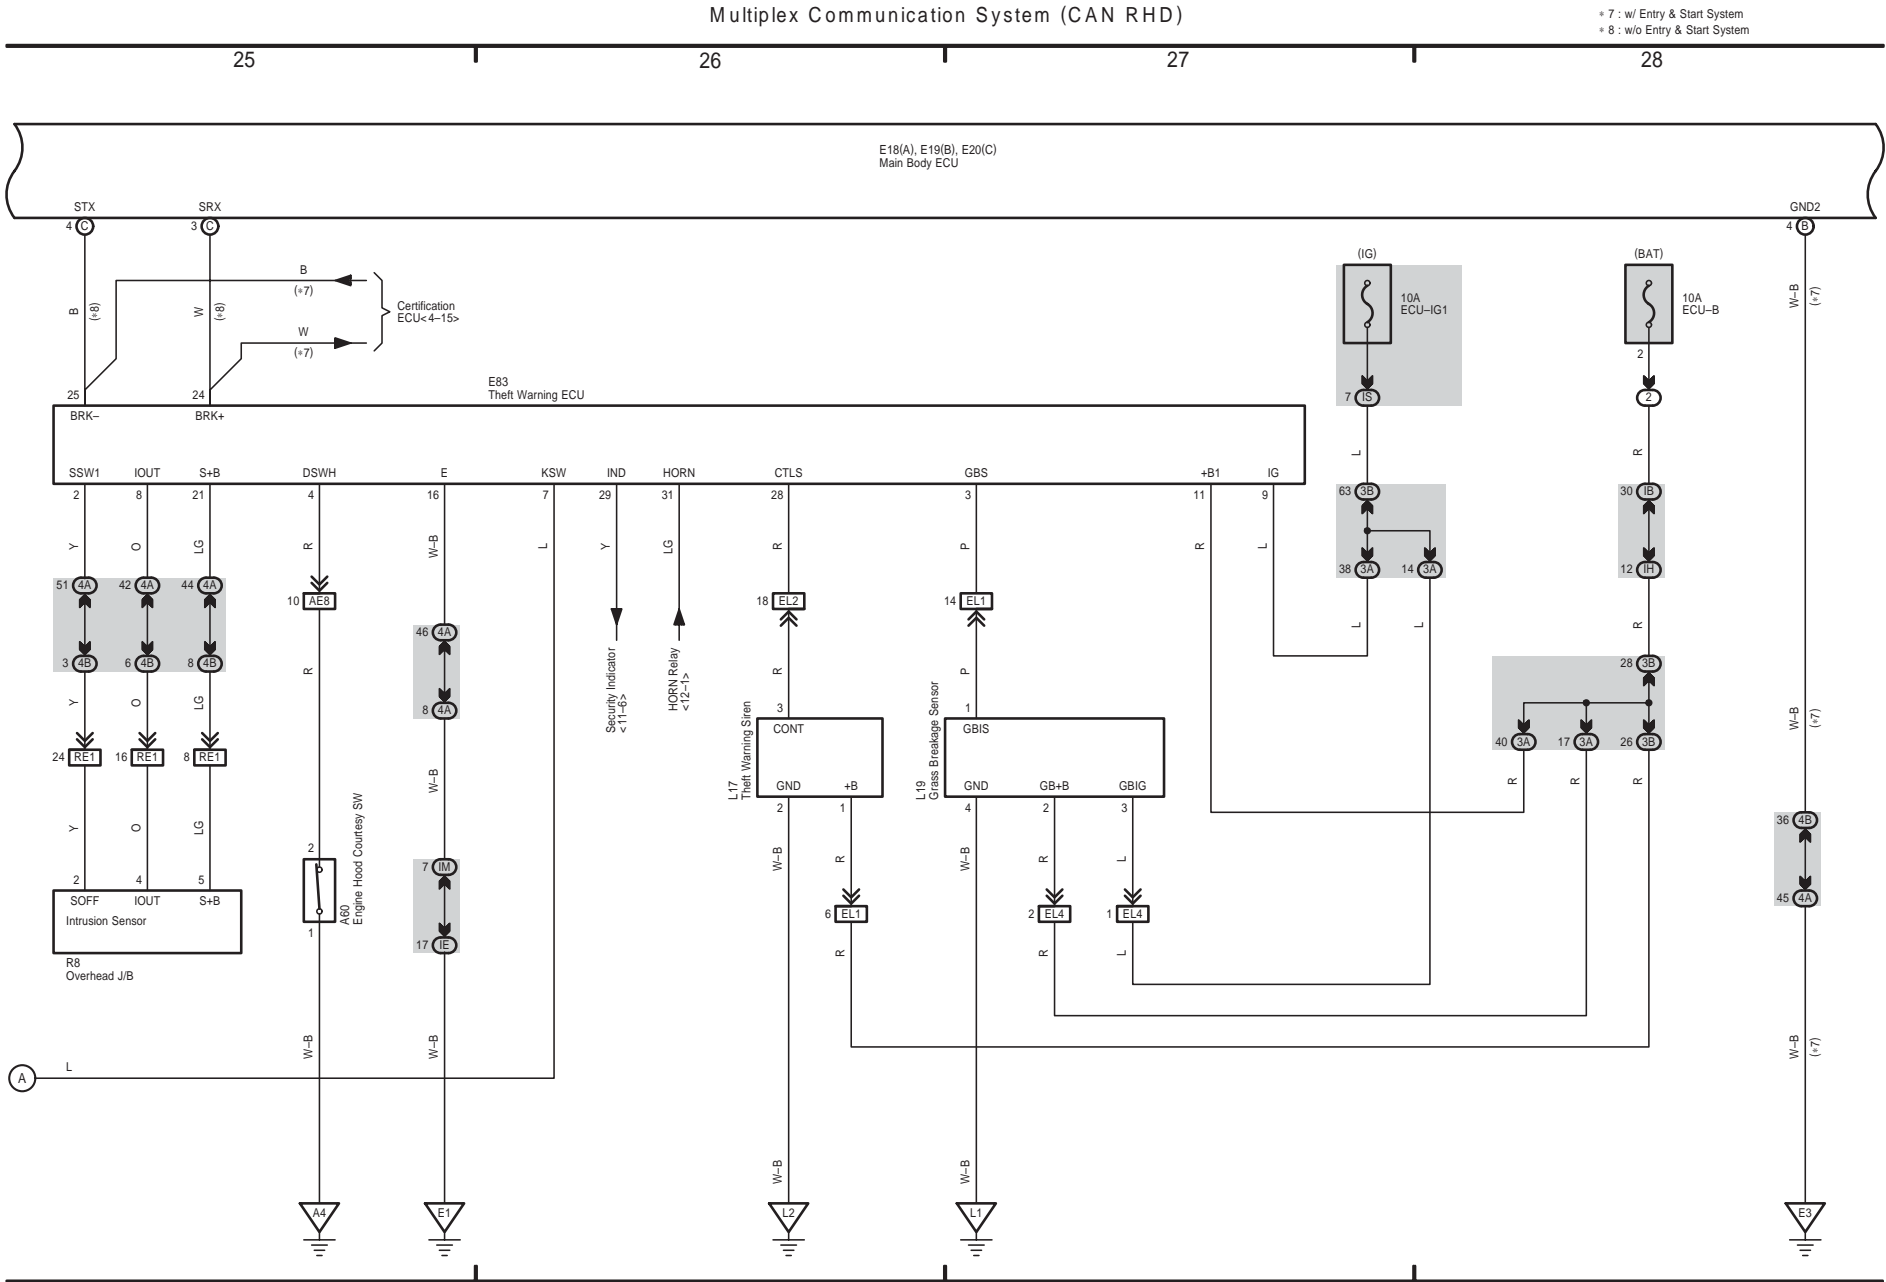 Multiplex Communication System (CAN RHD)
∗ 7 : w/ Entry & Start System
∗ 8 : w/o Entry & Start System
25 26 27 28
E18(A), E19(B), E20(C)
Main Body ECU
STX SRX GND2
4 C 3 C 4 B
B
(∗7)
Certification
ECU<4–15>
W
(∗7)
B (∗8)
W (∗8)
(IG)
10A
ECU–IG1
7 IS
(BAT)
10A
ECU–B
2
2
W–B (∗7)
25 24
BRK– BRK+
E83
Theft Warning ECU
SSW1 IOUT S+B DSWH E KSW IND HORN CTLS GBS +B1 IG
2 8 21 4 16 7 29 31 28 3 11 9
L R
63 3B 30 IB
Y O LG R W–B L Y LG R P R L
38 3A 14 3A 12 IH
51 4A 42 4A 44 4A
10 AE8
18 EL2 14 EL1
46 4A
L L R
3 4B 6 4B 8 4B
28 3B
R R P
Security Indicator
<11–6>
HORN Relay
<12–1>
Y O LG
8 4A
3 1
CONT GBIS
L17
Theft Warning Siren
L19
Grass Breakage Sensor
GND +B GND GB+B GBIG
2 1 4 2 3
40 3A 17 3A 26 3B
W–B (∗7)
24 RE1 16 RE1 8 RE1
W–B
R R R
Y O LG
36 4B
2
A60
Engine Hood Courtesy SW
1
7 IM
W–B R W–B R L
2 4 5
SOFF IOUT S+B
Intrusion Sensor
R8
Overhead J/B
45 4A
6 EL1 2 EL4 1 EL4
17 IE
R R L
W–B W–B
W–B (∗7)
A L
W–B W–B
A4 E1 L2 L1 E3